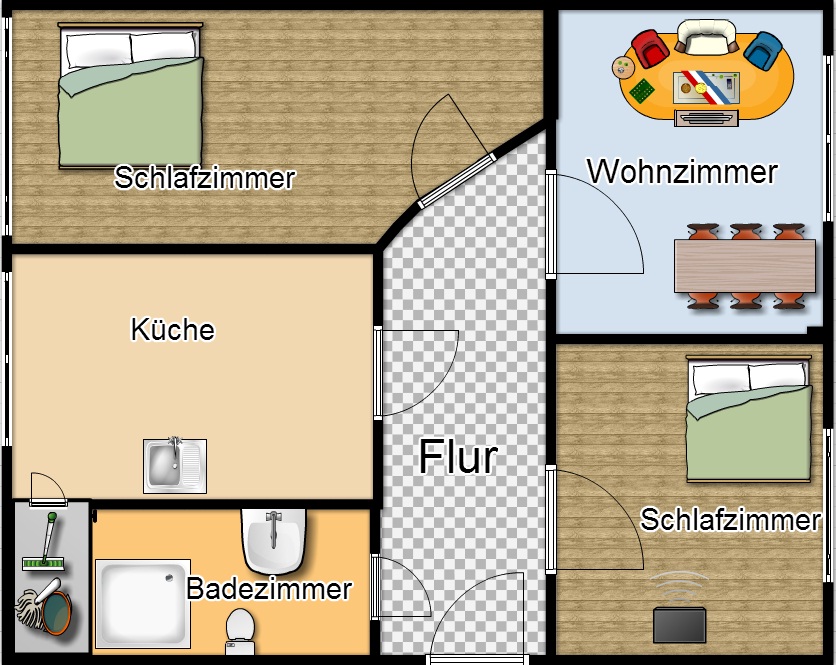 Schlafzimmer
Wohnzimmer
Küche
Flur
Schlafzimmer
Badezimmer